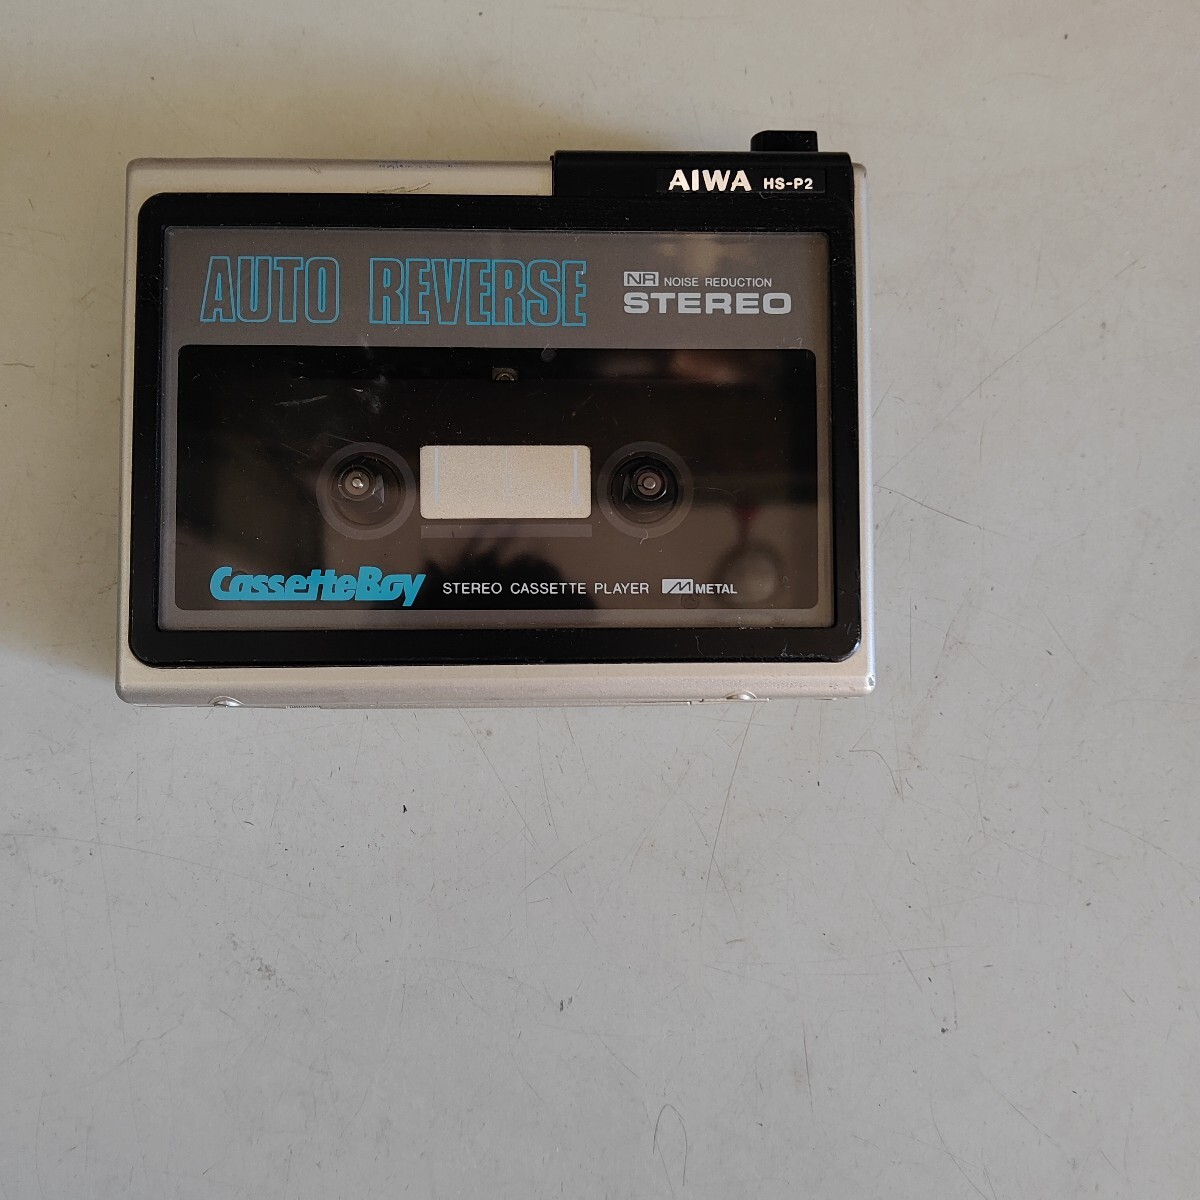 AIWA HS-P2
AUTO REVERSE
NR NOISE REDUCTION
STEREO
CassetteBoy STEREO CASSETTE PLAYER METAL